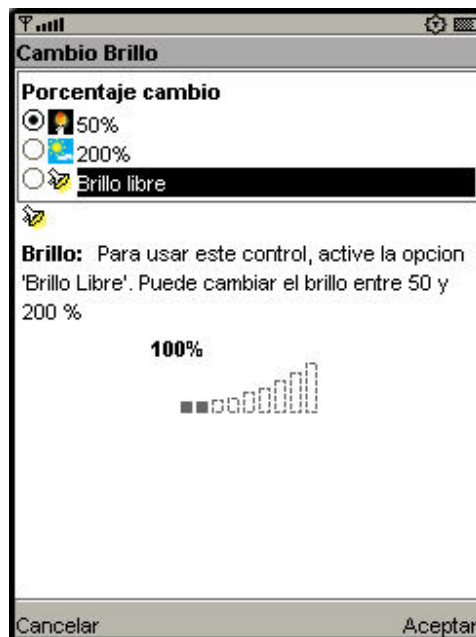 Cambio Brillo
Porcentaje cambio
50%
200%
Brillo libre
Brillo: Para usar este control, active la opcion
'Brillo Libre'. Puede cambiar el brillo entre 50 y
200 %
100%
Cancelar Aceptar